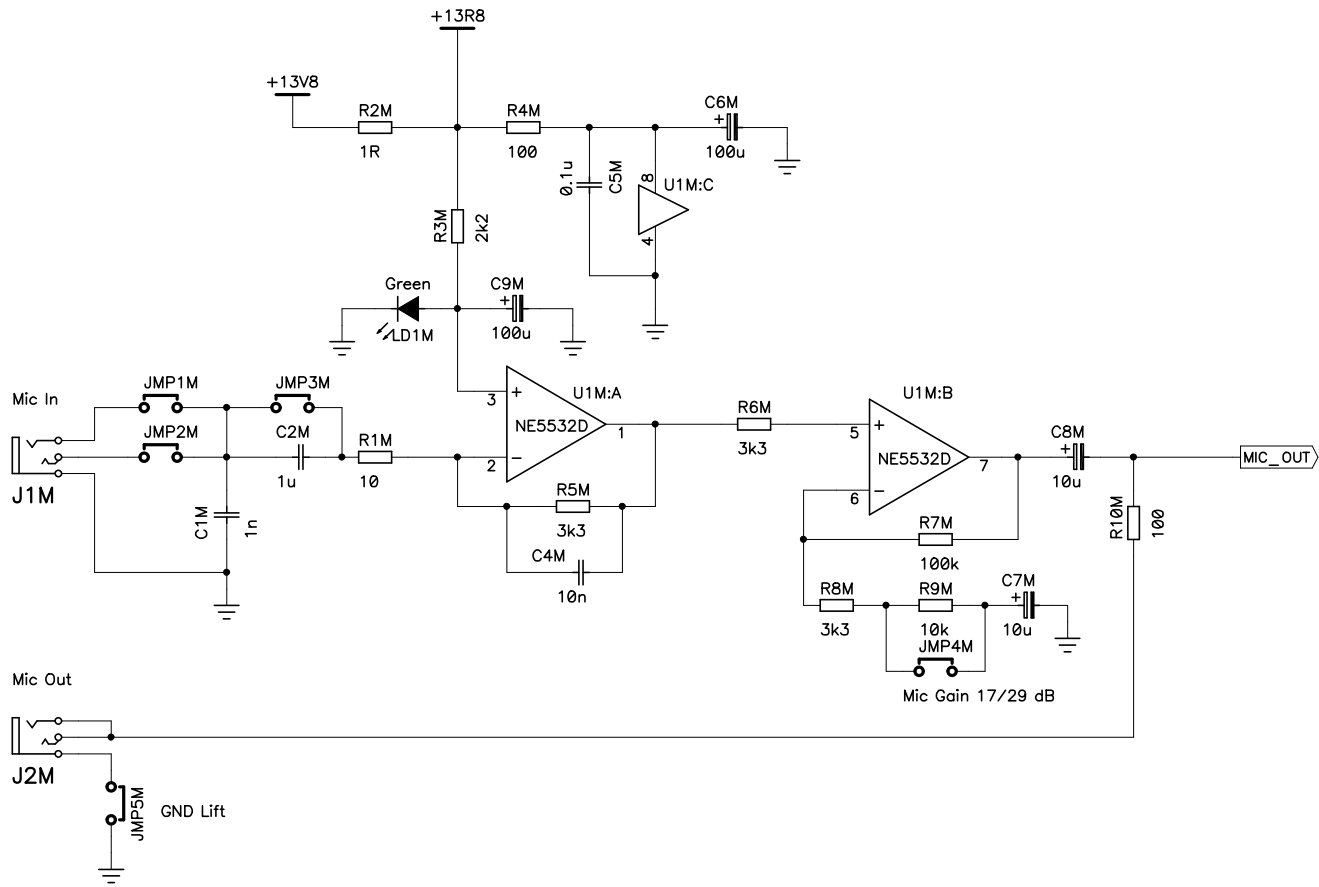 +13R8
+13V8
R2M
1R
R4M
100
C6M
+
100u
0.1u
C5M
8
U1M:C
4
R3M
2k2
Green
LD1M
C9M
+
100u
Mic In
JMP1M
JMP2M
JMP3M
C2M
1u
R1M
10
J1M
C1M
1n
3
+
U1M:A
NE5532D
1
2
−
R5M
3k3
C4M
10n
R6M
3k3
U1M:B
5
+
NE5532D
7
6
−
C8M
+
10u
MIC_OUT
R10M
100
R7M
100k
R8M
3k3
R9M
10k
C7M
+
10u
JMP4M
Mic Gain 17/29 dB
Mic Out
J2M
JMP5M
GND Lift